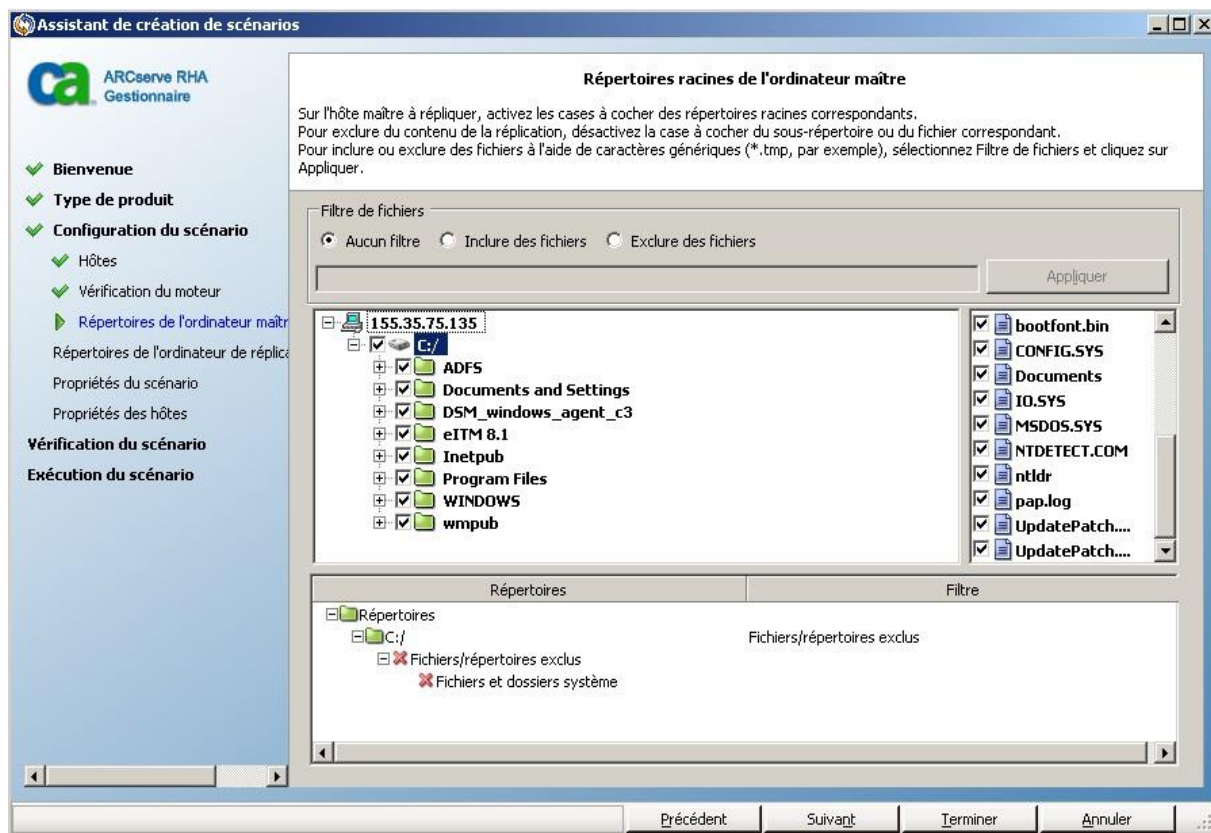 Assistant de création de scénarios
ca
ARCserve RHA
Gestionnaire
Bienvenue
Type de produit
Configuration du scénario
Hôtes
Vérification du moteur
Répertoires de l'ordinateur maîtr
Répertoires de l'ordinateur de réplica
Propriétés du scénario
Propriétés des hôtes
Vérification du scénario
Exécution du scénario
Répertoires racines de l'ordinateur maître
Sur l'hôte maître à répliquer, activez les cases à cocher des répertoires racines correspondants.
Pour exclure du contenu de la réplication, désactivez la case à cocher du sous-répertoire ou du fichier correspondant.
Pour inclure ou exclure des fichiers à l'aide de caractères génériques (*.tmp, par exemple), sélectionnez Filtre de fichiers et cliquez sur
Appliquer.
Filtre de fichiers
Aucun filtre Inclure des fichiers Exclure des fichiers
Appliquer
155.35.75.135
C:/
ADFS
Documents and Settings
DSM_windows_agent_c3
eITM 8.1
Inetpub
Program Files
WINDOWS
wmpub
bootfont.bin
CONFIG.SYS
Documents
IO.SYS
MSDOS.SYS
NTDETECT.COM
ntldr
pap.log
UpdatePatch....
UpdatePatch....
Répertoires Filtre
Répertoires
C:/ Fichiers/répertoires exclus
Fichiers/répertoires exclus
Fichiers et dossiers système
Précédent Suivant Terminer Annuler